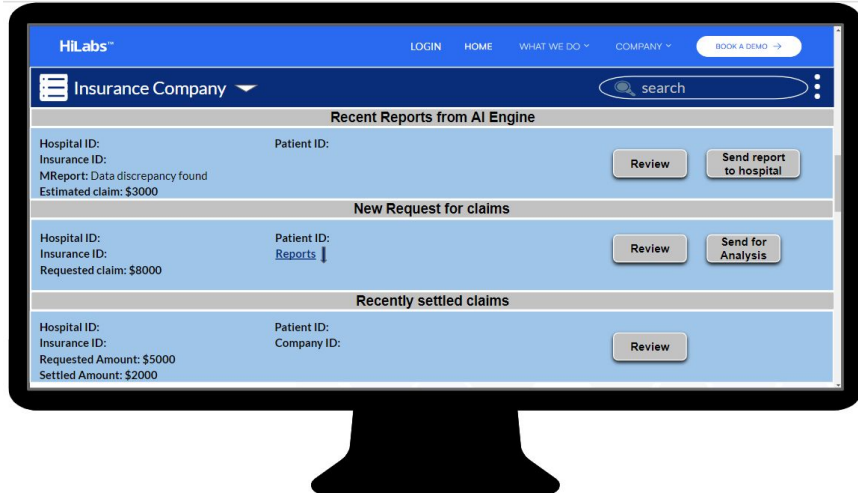 HiLabs™ LOGIN HOME WHAT WE DO COMPANY BOOK A DEMO →
Insurance Company search
Recent Reports from AI Engine
Hospital ID: Patient ID:
Insurance ID:
MReport: Data discrepancy found
Estimated claim: $3000
Review Send report to hospital
New Request for claims
Hospital ID: Patient ID:
Insurance ID: Reports
Requested claim: $8000
Review Send for Analysis
Recently settled claims
Hospital ID: Patient ID:
Insurance ID: Company ID:
Requested Amount: $5000
Settled Amount: $2000
Review